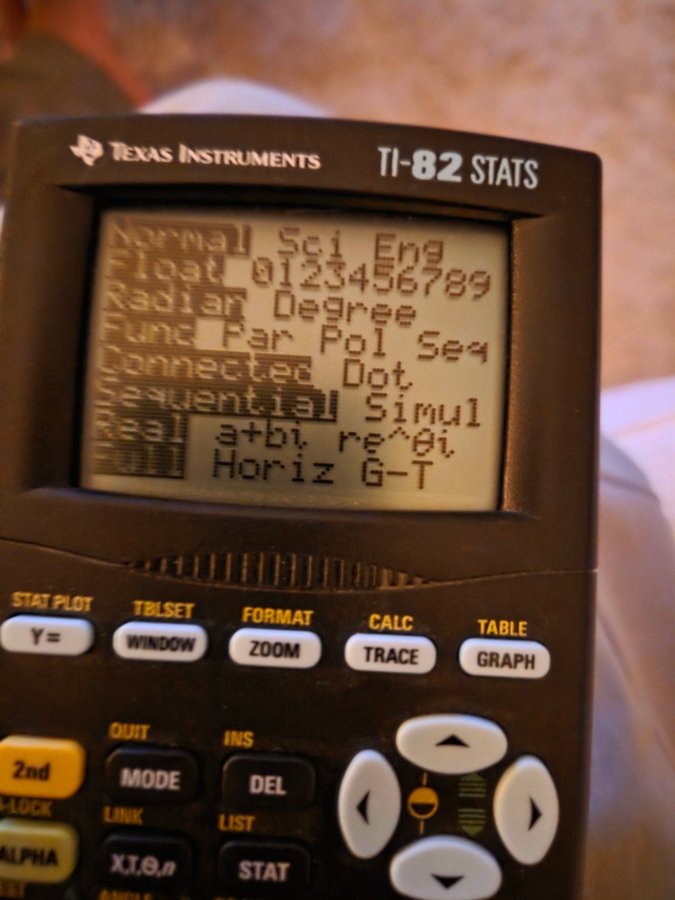 TEXAS INSTRUMENTS TI-82 STATS
Normal Sci Eng
Float 0123456789
Radian Degree
Func Par Pol Seq
Connected Dot
Sequential Simul
Real a+bi re^θi
Full Horiz G-T
STAT PLOT TBLSET FORMAT CALC TABLE
Y= WINDOW ZOOM TRACE GRAPH
QUIT INS
2nd MODE DEL
A-LOCK LINK LIST
ALPHA X,T,Θ,n STAT